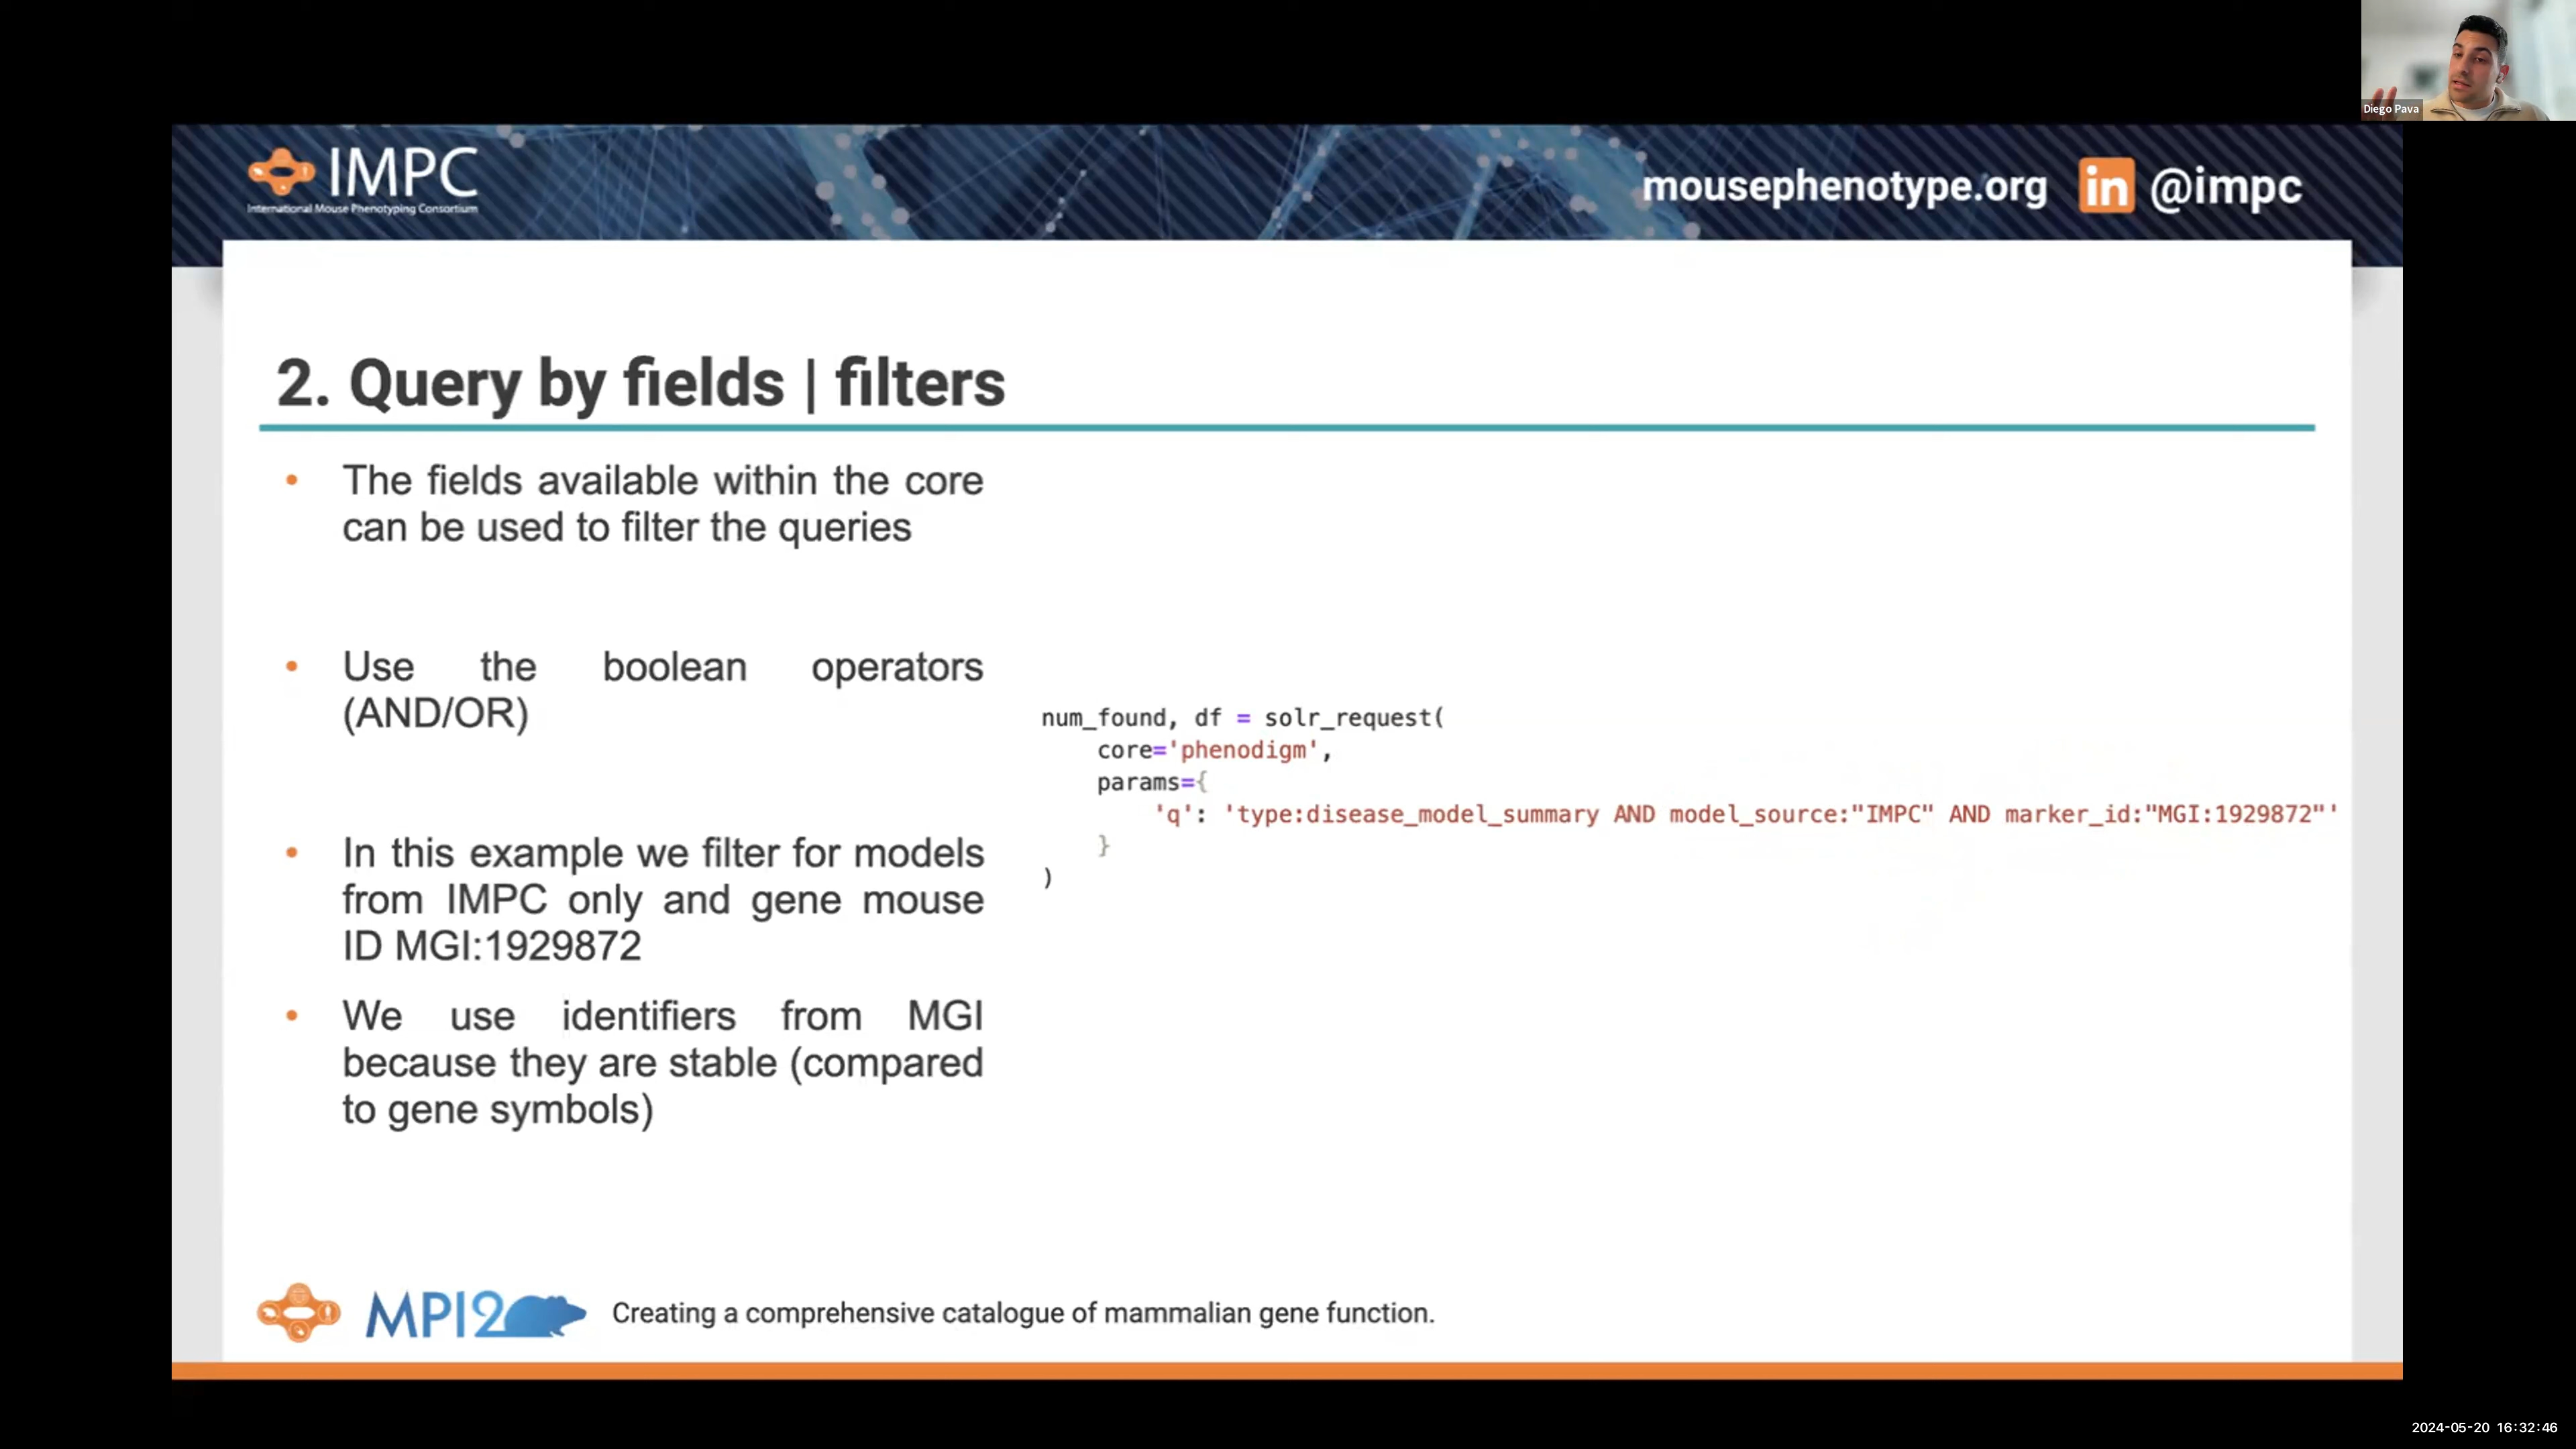 Diego Pava
IMPC
International Mouse Phenotyping Consortium
mousephenotype.org in @impc
2. Query by fields | filters
• The fields available within the core
can be used to filter the queries
• Use the boolean operators
(AND/OR)
• In this example we filter for models
from IMPC only and gene mouse
ID MGI:1929872
• We use identifiers from MGI
because they are stable (compared
to gene symbols)
num_found, df = solr_request(
core='phenodigm',
params={
'q': 'type:disease_model_summary AND model_source:"IMPC" AND marker_id:"MGI:1929872"'
}
)
MPI2
Creating a comprehensive catalogue of mammalian gene function.
2024-05-20 16:32:46